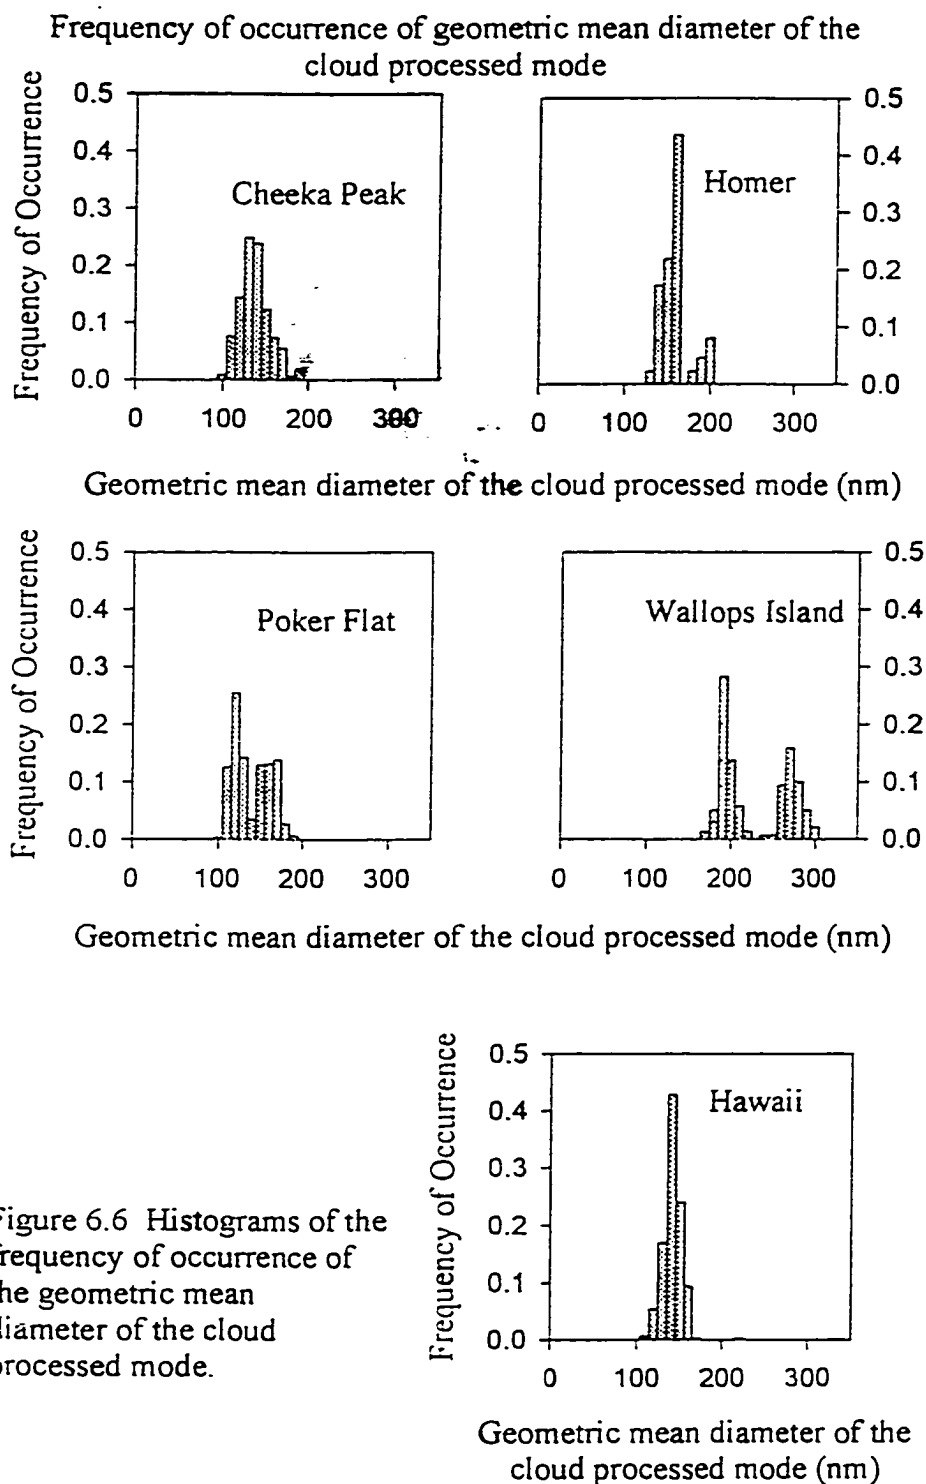 Frequency of occurrence of geometric mean diameter of the
cloud processed mode
Frequency of Occurrence
0.5
0.4
0.3
0.2
0.1
0.0
Cheeka Peak
0 100 200 300
Homer
0.5
0.4
0.3
0.2
0.1
0.0
0 100 200 300
Geometric mean diameter of the cloud processed mode (nm)
Frequency of Occurrence
0.5
0.4
0.3
0.2
0.1
0.0
Poker Flat
0 100 200 300
Wallops Island
0.5
0.4
0.3
0.2
0.1
0.0
0 100 200 300
Geometric mean diameter of the cloud processed mode (nm)
Frequency of Occurrence
0.5
0.4
0.3
0.2
0.1
0.0
Hawaii
0 100 200 300
Geometric mean diameter of the
cloud processed mode (nm)
igure 6.6 Histograms of the
frequency of occurrence of
he geometric mean
liameter of the cloud
rocessed mode.